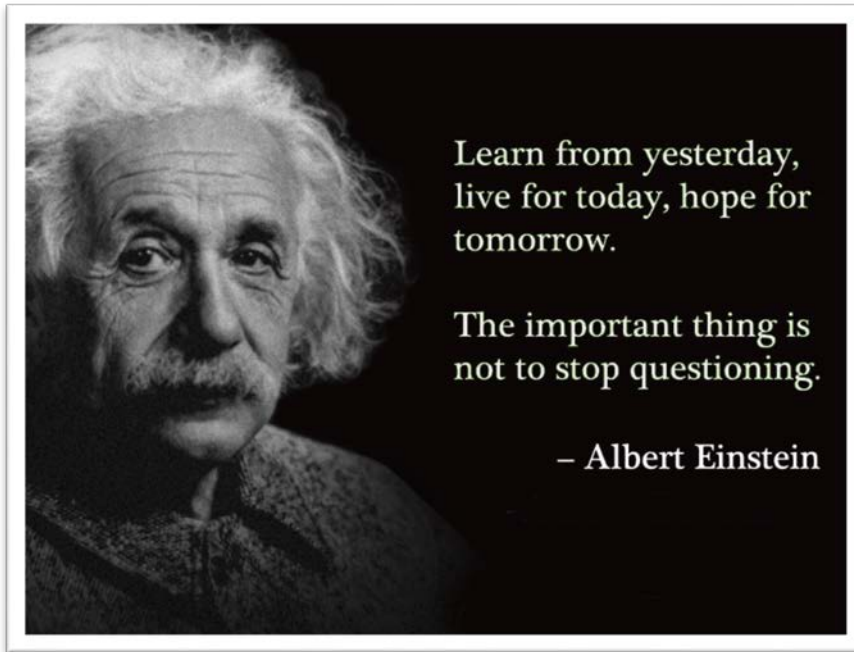 Learn from yesterday,
live for today, hope for
tomorrow.
The important thing is
not to stop questioning.
– Albert Einstein